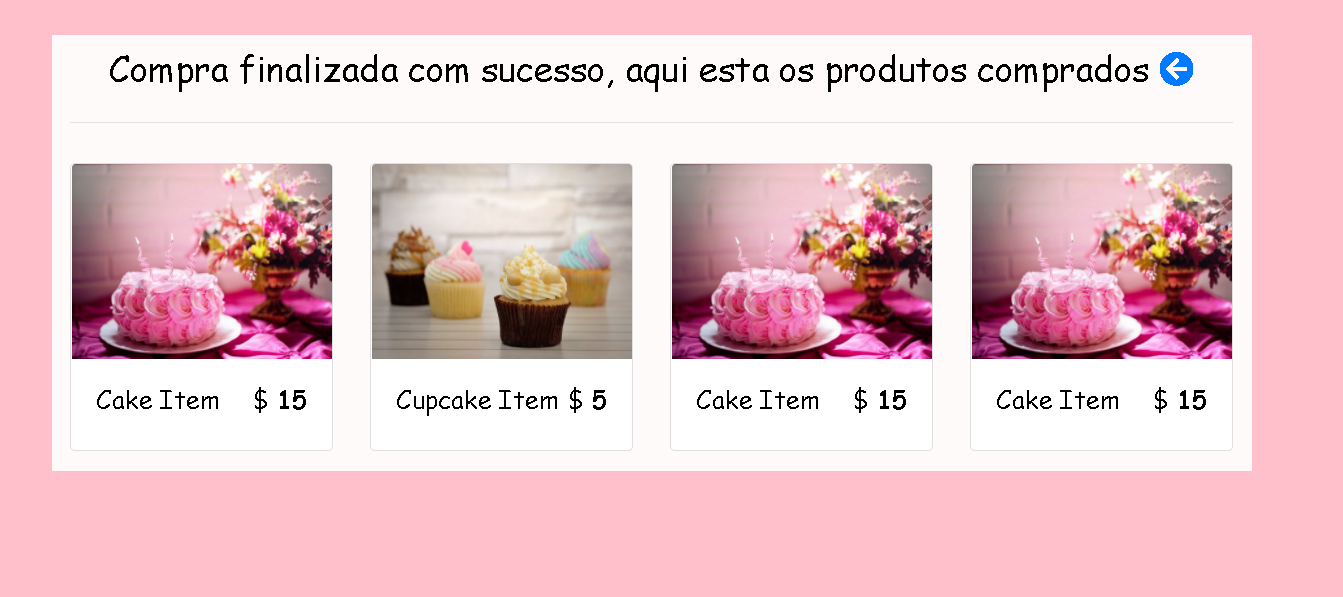 Compra finalizada com sucesso, aqui esta os produtos comprados
Cake Item $ 15
Cupcake Item $ 5
Cake Item $ 15
Cake Item $ 15